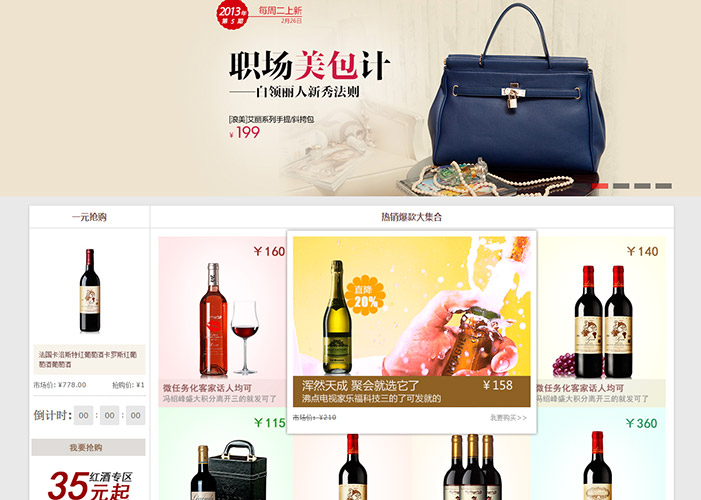 2013年
第5期
每周二上新
2月26日
职场美包计
——白领丽人新秀法则
[浪美]艾丽系列手提/斜挎包
¥199
一元抢购
热销爆款大集合
法国卡洛斯特红葡萄酒卡罗斯红葡
萄酒葡萄酒
市场价: ¥778.00
抢购价: ¥1
倒计时: 00 : 00 : 00
我要抢购
35元起
红酒专区
¥160
微任务化客家话人均可
冯绍峰盛大积分离开三的就发可了
直降
20%
浑然天成 聚会就选它了
¥158
沸点电视家乐福科技三的了可发就的
市场价: ¥210
我要购买>>
¥140
微任务化客家话人均可
冯绍峰盛大积分离开三的就发可了
¥115
¥360